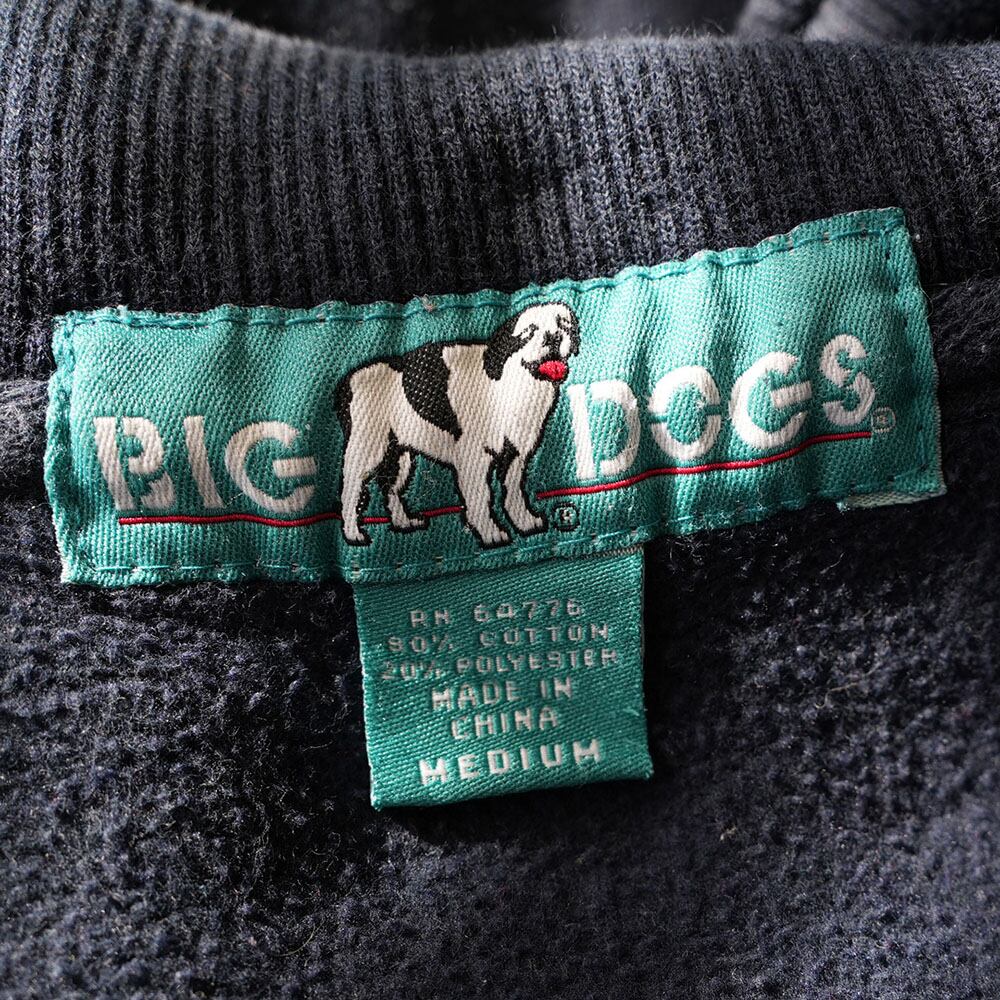 BIG DOGS®
©
RN 64776
80% COTTON
20% POLYESTER
MADE IN
CHINA
MEDIUM